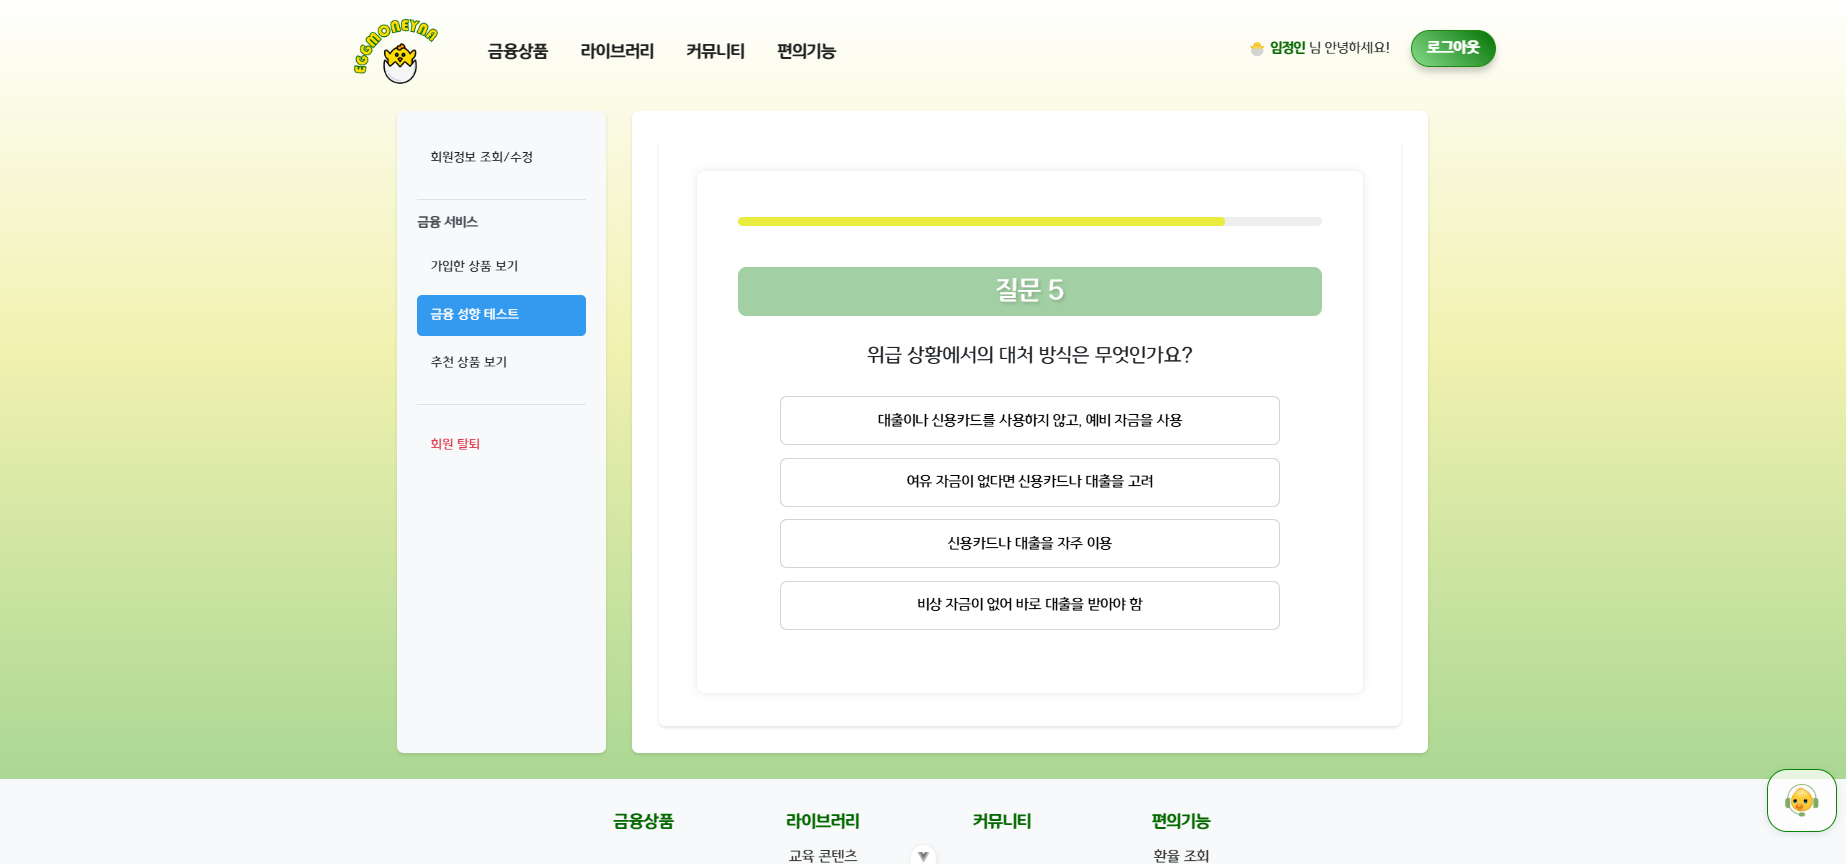 EGGMONEYNA
금융상품
라이브러리
커뮤니티
편의기능
임정인 님 안녕하세요!
로그아웃
회원정보 조회/수정
금융 서비스
가입한 상품 보기
금융 성향 테스트
추천 상품 보기
회원 탈퇴
질문 5
위급 상황에서의 대처 방식은 무엇인가요?
대출이나 신용카드를 사용하지 않고, 예비 자금을 사용
여유 자금이 없다면 신용카드나 대출을 고려
신용카드나 대출을 자주 이용
비상 자금이 없어 바로 대출을 받아야 함
금융상품
라이브러리
커뮤니티
편의기능
교육 콘텐츠
환율 조회